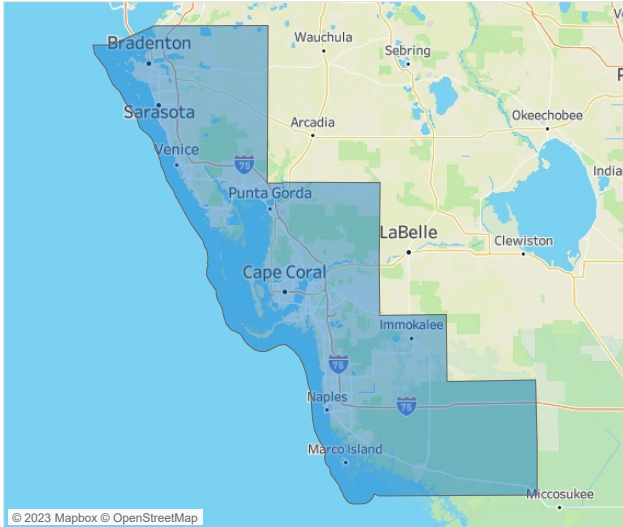 Bradenton
Wauchula
Sebring
Sarasota
Arcadia
Okeechobee
Venice
75
Punta Gorda
LaBelle
Clewiston
Cape Coral
Immokalee
75
Naples
75
Marco Island
Miccosukee
© 2023 Mapbox © OpenStreetMap